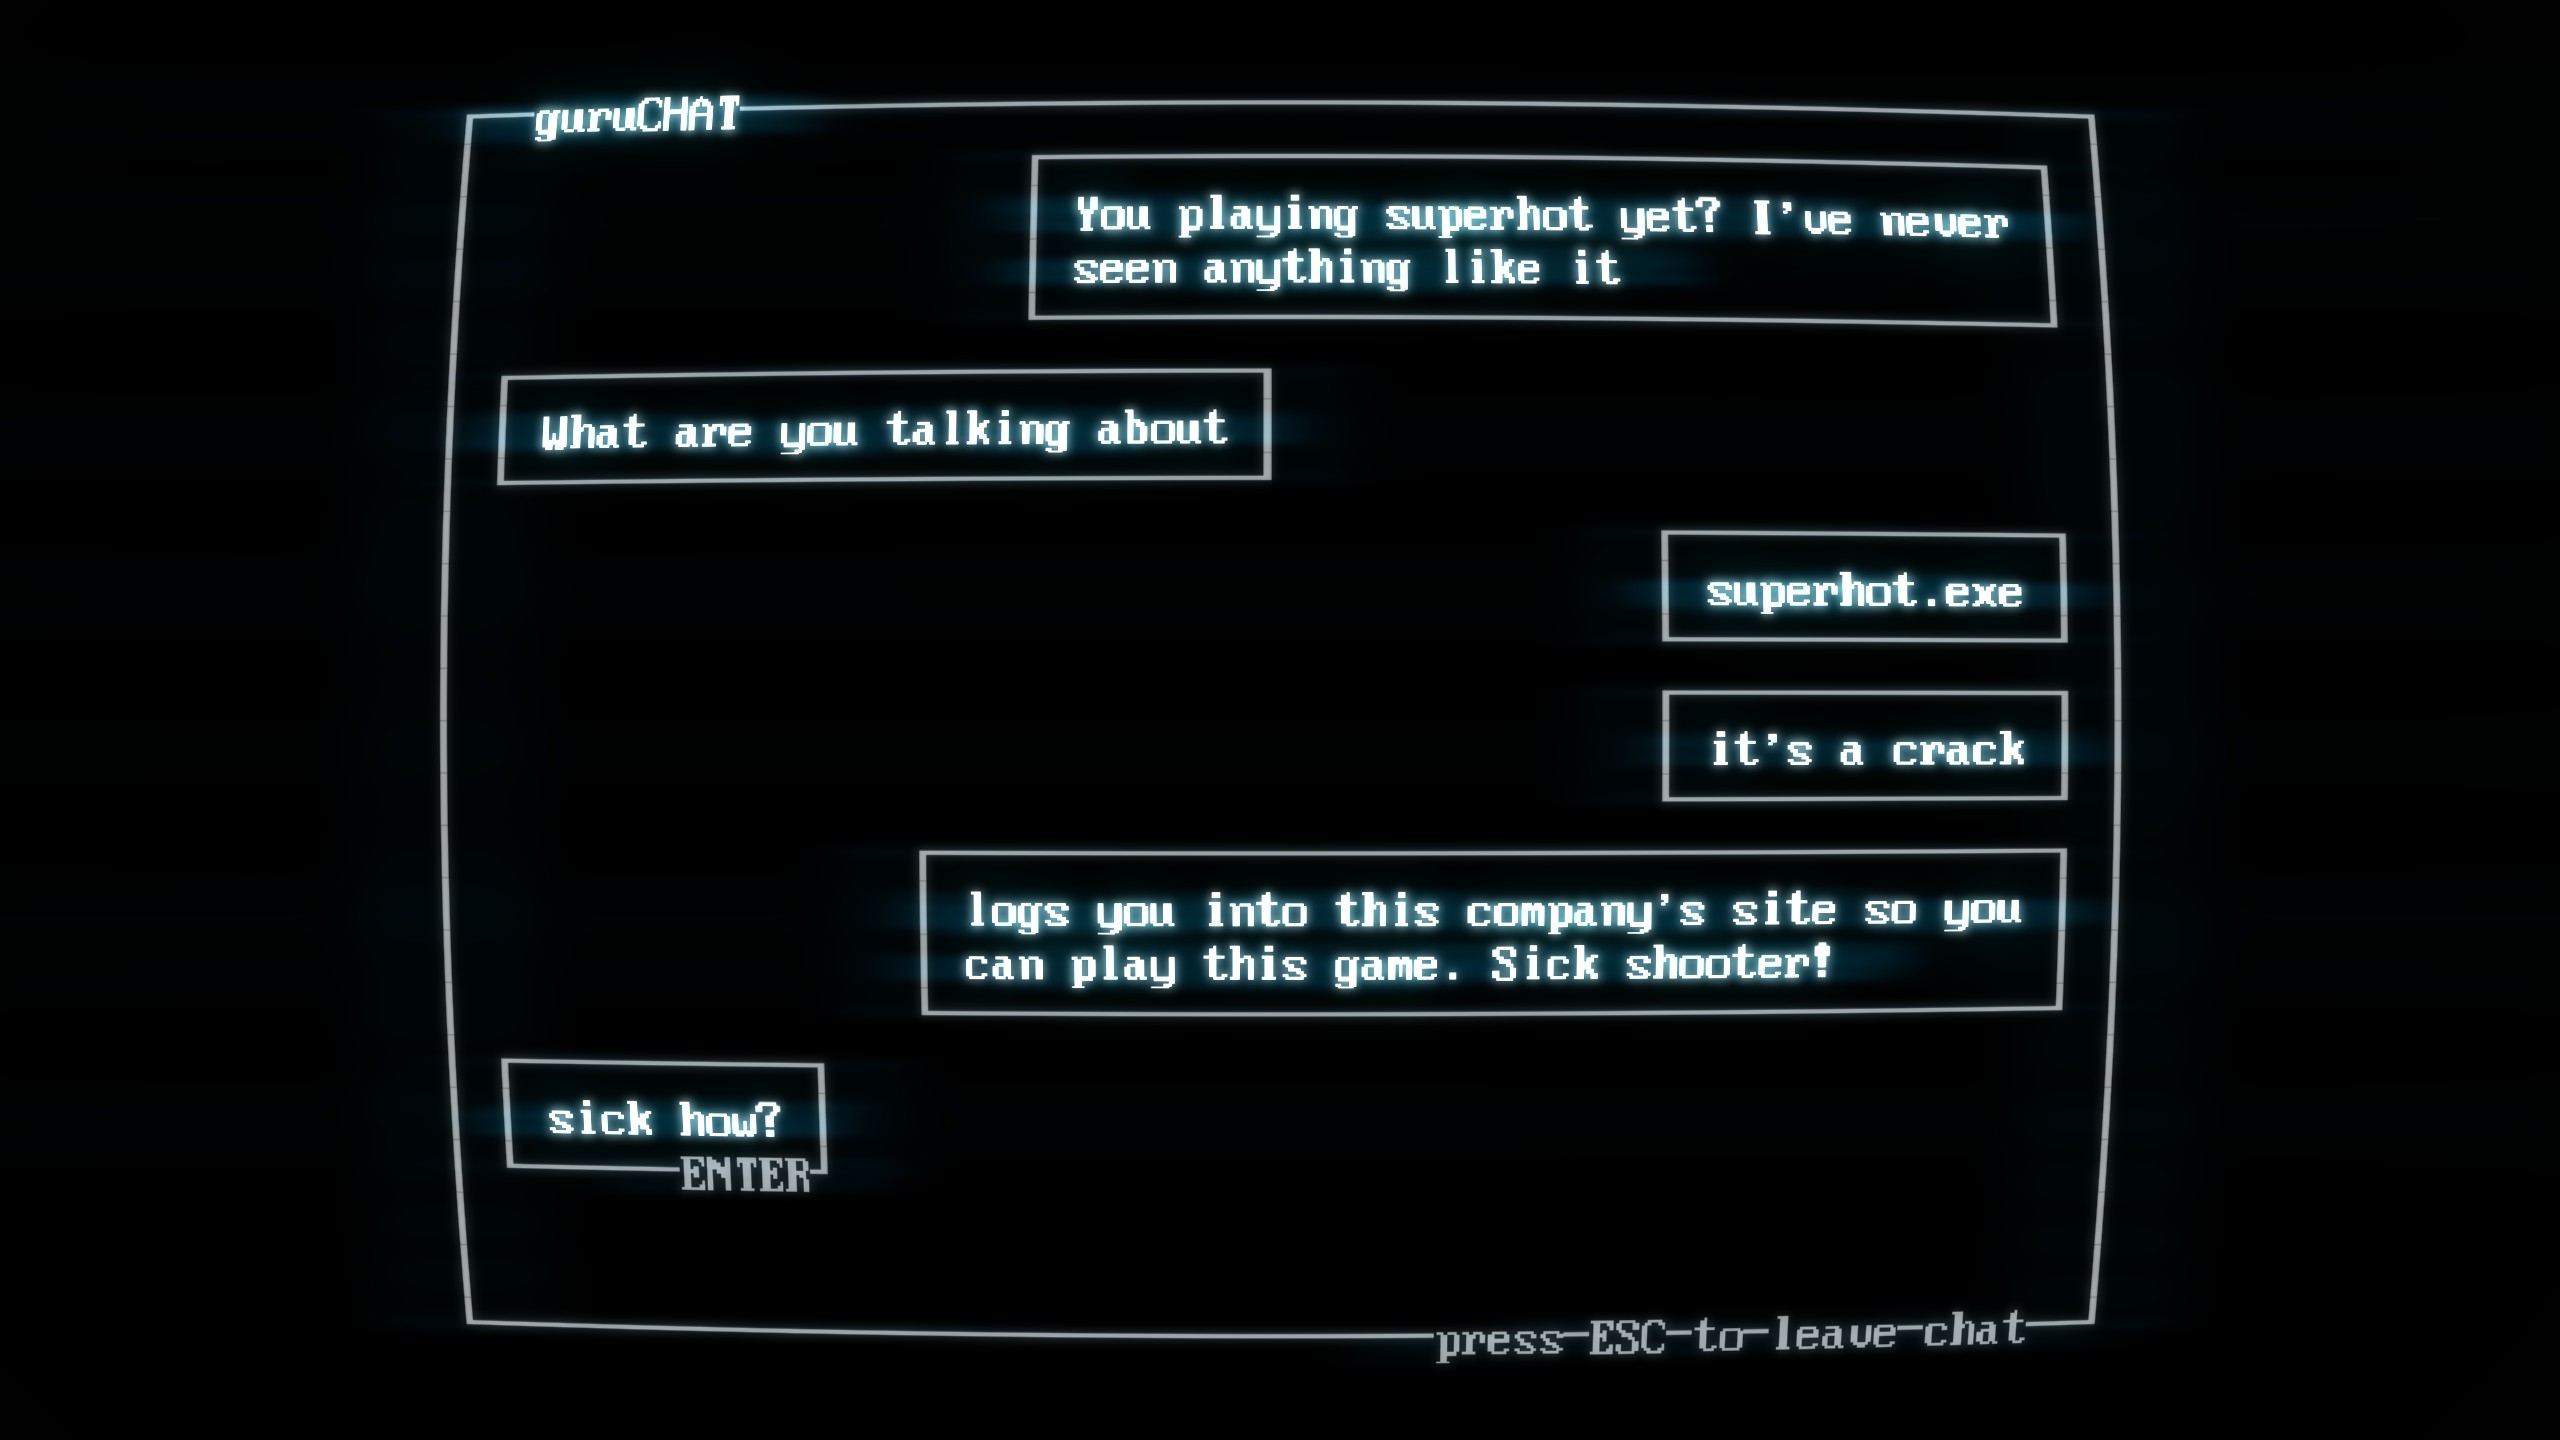 guruCHAT
You playing superhot yet? I've never
seen anything like it
What are you talking about
superhot.exe
it's a crack
logs you into this company's site so you
can play this game. Sick shooter!
sick how?
ENTER
press ESC to leave chat